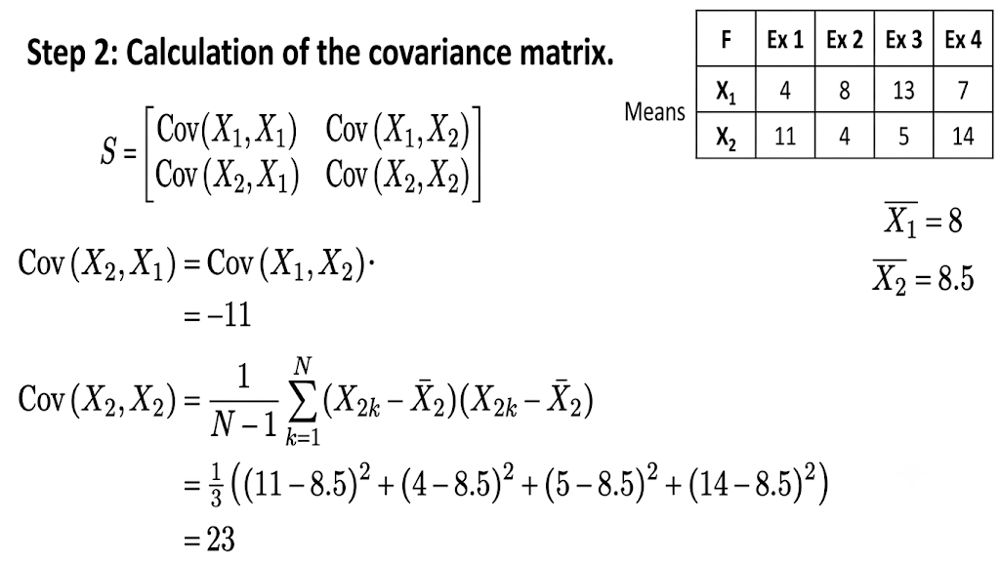 Step 2: Calculation of the covariance matrix.
F Ex 1 Ex 2 Ex 3 Ex 4
Means
X₁ 4 8 13 7
X₂ 11 4 5 14
S = [Cov(X₁, X₁) Cov(X₁, X₂)]
[Cov(X₂, X₁) Cov(X₂, X₂)]
X̅₁ = 8
X̅₂ = 8.5
Cov(X₂, X₁) = Cov(X₁, X₂)·
= –11
Cov(X₂, X₂) = 1/(N – 1) ∑_{k=1}^{N} (X₂ₖ – X̄₂)(X₂ₖ – X̄₂)
= 1/3 ((11 – 8.5)² + (4 – 8.5)² + (5 – 8.5)² + (14 – 8.5)²)
= 23